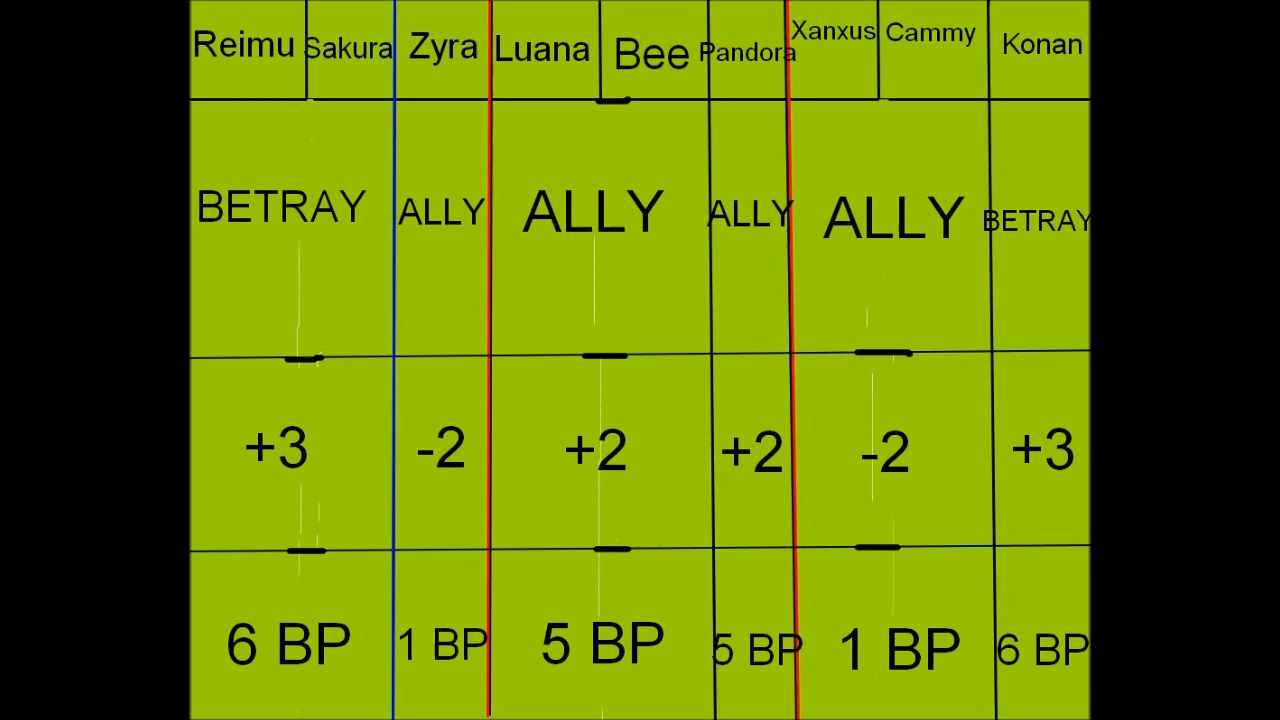 Reimu Sakura Zyra Luana Bee Pandora Xanxus Cammy Konan
BETRAY ALLY ALLY ALLY ALLY BETRAY
+3 -2 +2 +2 -2 +3
6 BP 1 BP 5 BP 5 BP 1 BP 6 BP